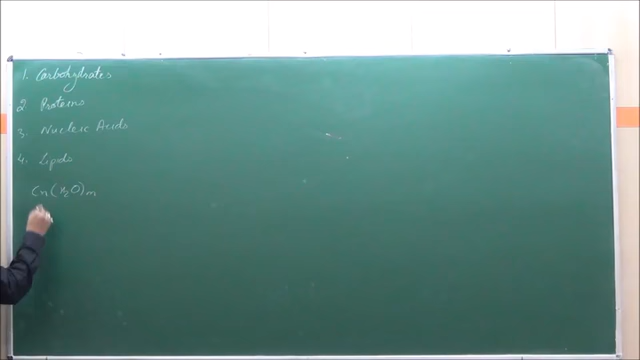 1. Carbohydrates
2 Proteins
3. Nucleic Acids
4. Lipids
Cn(H2O)n